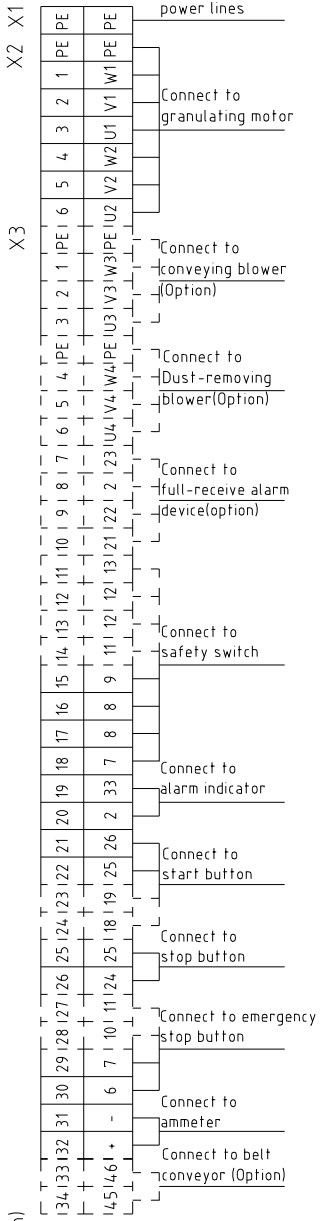 X1 PE PE power lines
X2 PE PE
1 W1
2 V1 Connect to
3 U1 granulating motor
4 W2
5 V2
6 U2
X3 PE PE Connect to
1 W3 conveying blower
2 V3 (Option)
3 U3
PE PE Connect to
4 W4 Dust-removing
5 V4 blower(Option)
6 U4
7 23 Connect to
8 2 full-receive alarm
9 22 device(option)
10 21
11 13
12 12
13 12 Connect to
14 11 safety switch
15 9
16 8
17 8
18 7 Connect to
19 33 alarm indicator
20 2
21 26 Connect to
22 25 start button
23 19
24 18 Connect to
25 25 stop button
26 24
27 11 Connect to emergency
28 10 stop button
29 7
30 6 Connect to
31 - ammeter
32 + Connect to belt
33 46 conveyor (Option)
34 45